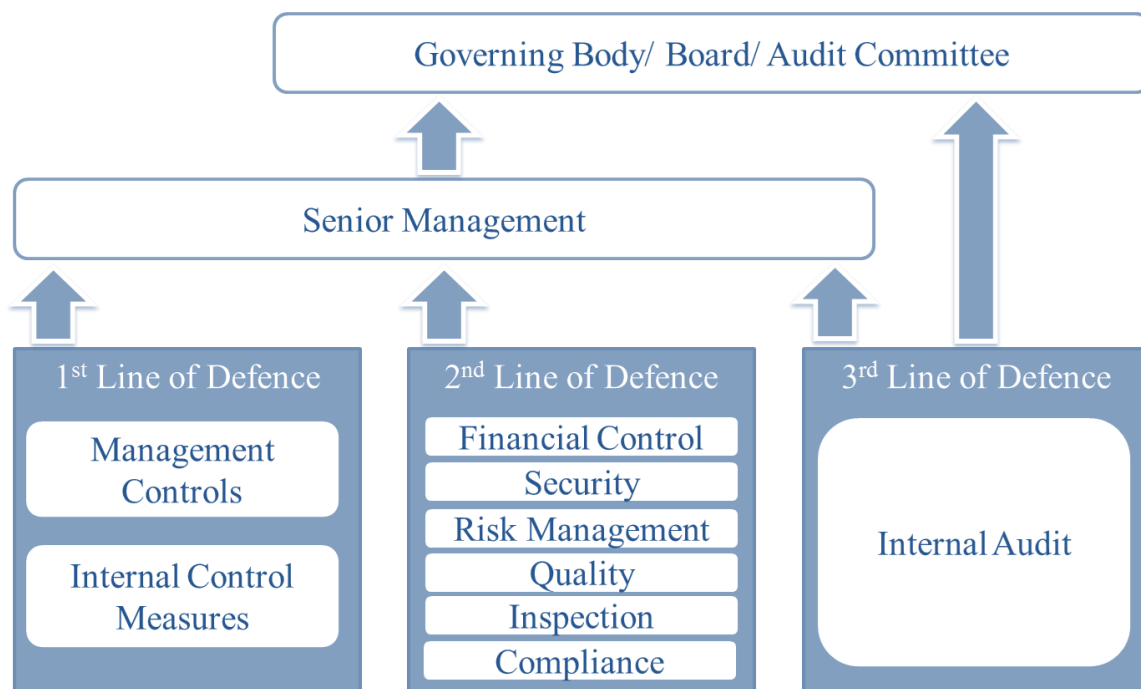 Governing Body/ Board/ Audit Committee
Senior Management
1st Line of Defence
Management
Controls
Internal Control
Measures
2nd Line of Defence
Financial Control
Security
Risk Management
Quality
Inspection
Compliance
3rd Line of Defence
Internal Audit